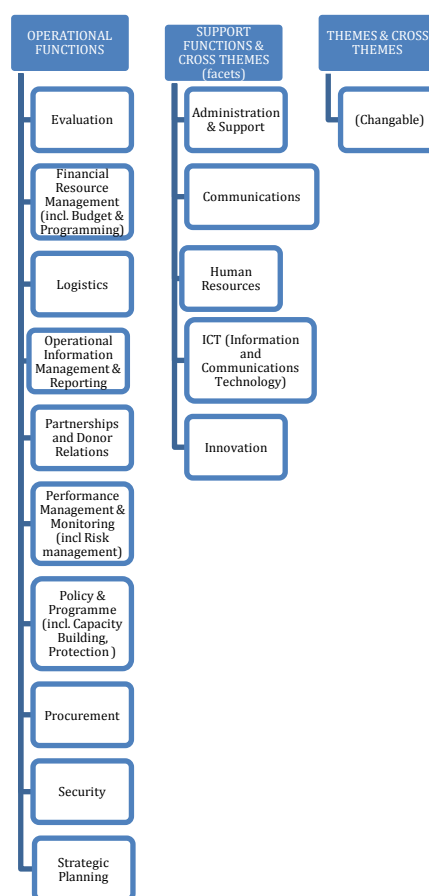 OPERATIONAL
FUNCTIONS
Evaluation
Financial
Resource
Management
(incl. Budget &
Programming)
Logistics
Operational
Information
Management &
Reporting
Partnerships
and Donor
Relations
Performance
Management &
Monitoring
(incl Risk
management)
Policy &
Programme
(incl. Capacity
Building,
Protection )
Procurement
Security
Strategic
Planning
SUPPORT
FUNCTIONS &
CROSS THEMES
(facets)
Administration
& Support
Communications
Human
Resources
ICT (Information
and
Communications
Technology)
Innovation
THEMES & CROSS
THEMES
(Changable)